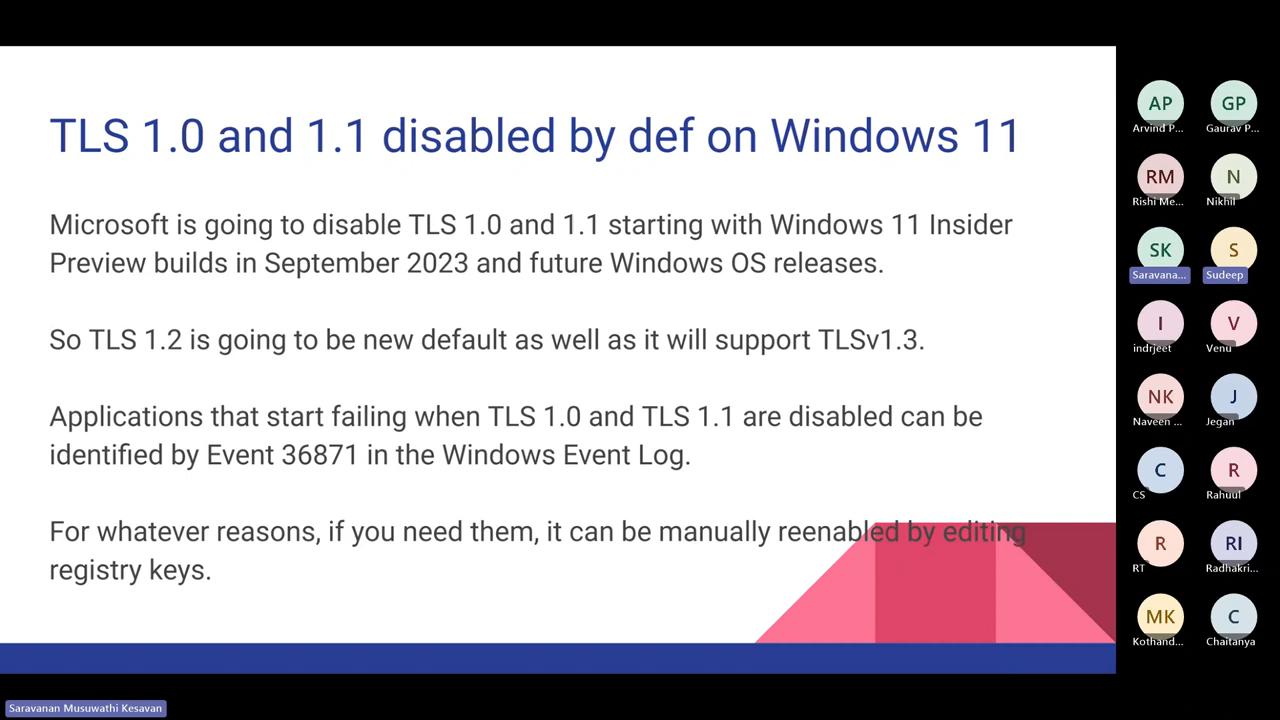 TLS 1.0 and 1.1 disabled by def on Windows 11
Microsoft is going to disable TLS 1.0 and 1.1 starting with Windows 11 Insider
Preview builds in September 2023 and future Windows OS releases.
So TLS 1.2 is going to be new default as well as it will support TLSv1.3.
Applications that start failing when TLS 1.0 and TLS 1.1 are disabled can be
identified by Event 36871 in the Windows Event Log.
For whatever reasons, if you need them, it can be manually reenabled by editing
registry keys.
AP
GP
Arvind P...
Gaurav P...
RM
N
Rishi Me...
Nikhil
SK
S
Saravana...
Sudeep
I
V
indrjeet
Venu
NK
J
Naveen ...
Jegan
C
R
CS
Rahuul
R
RI
RT
Radhakri...
MK
C
Kothand...
Chaitanya
Saravanan Musuwathi Kesavan